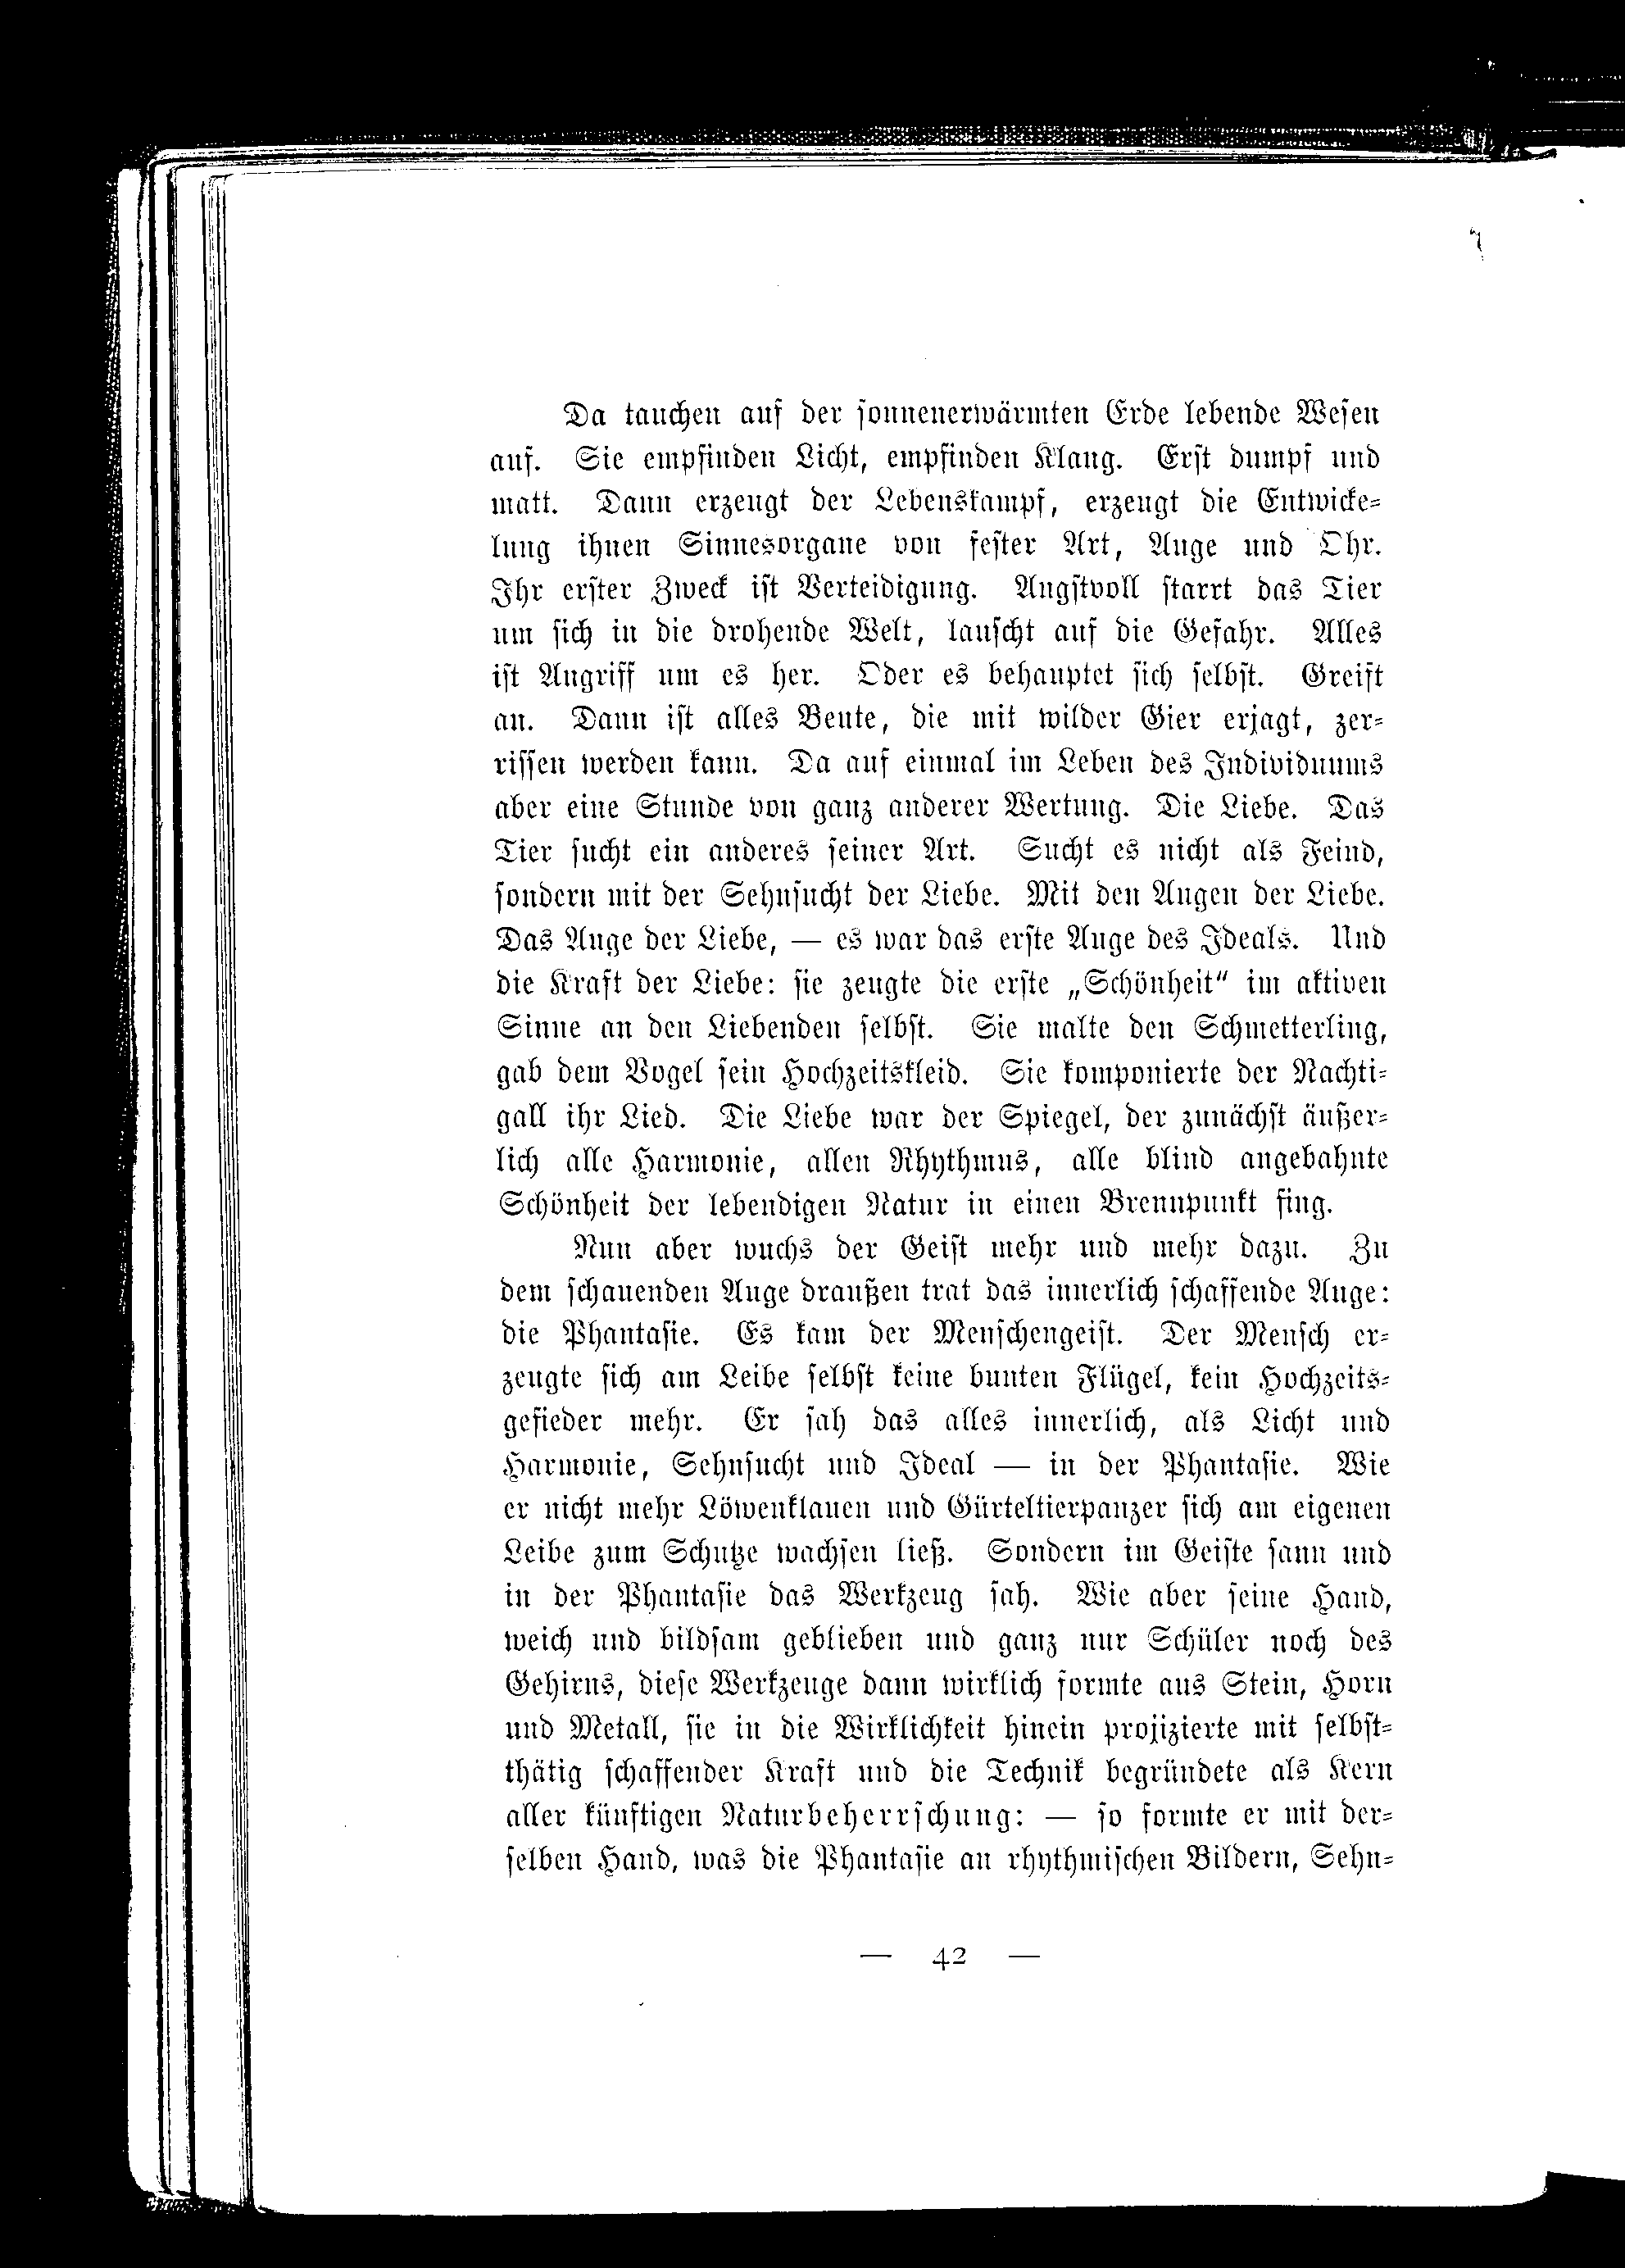 Da tauchen auf der sonnenerwärmten Erde lebende Wesen
auf. Sie empfinden Licht, empfinden Klang. Erst dumpf und
matt. Dann erzeugt der Lebenskampf, erzeugt die Entwicke-
lung ihnen Sinnesorgane von fester Art, Auge und Ohr.
Ihr erster Zweck ist Verteidigung. Angstvoll starrt das Tier
um sich in die drohende Welt, lauscht auf die Gefahr. Alles
ist Angriff um es her. Oder es behauptet sich selbst. Greift
an. Dann ist alles Beute, die mit wilder Gier erjagt, zer-
rissen werden kann. Da auf einmal im Leben des Individuums
aber eine Stunde von ganz anderer Wertung. Die Liebe. Das
Tier sucht ein anderes seiner Art. Sucht es nicht als Feind,
sondern mit der Sehnsucht der Liebe. Mit den Augen der Liebe.
Das Auge der Liebe, — es war das erste Auge des Ideals. Und
die Kraft der Liebe: sie zeugte die erste „Schönheit“ im aktiven
Sinne an den Liebenden selbst. Sie malte den Schmetterling,
gab dem Vogel sein Hochzeitskleid. Sie komponierte der Nachti-
gall ihr Lied. Die Liebe war der Spiegel, der zunächst äußer-
lich alle Harmonie, allen Rhythmus, alle blind angebahnte
Schönheit der lebendigen Natur in einen Brennpunkt fing.
Nun aber wuchs der Geist mehr und mehr dazu. Zu
dem schauenden Auge draußen trat das innerlich schaffende Auge:
die Phantasie. Es kam der Menschengeist. Der Mensch er-
zeugte sich am Leibe selbst keine bunten Flügel, kein Hochzeits-
gefieder mehr. Er sah das alles innerlich, als Licht und
Harmonie, Sehnsucht und Ideal — in der Phantasie. Wie
er nicht mehr Löwenklauen und Gürteltierpanzer sich am eigenen
Leibe zum Schutze wachsen ließ. Sondern im Geiste sann und
in der Phantasie das Werkzeug sah. Wie aber seine Hand,
weich und bildsam geblieben und ganz nur Schüler noch des
Gehirns, diese Werkzeuge dann wirklich formte aus Stein, Horn
und Metall, sie in die Wirklichkeit hinein projizierte mit selbst-
thätig schaffender Kraft und die Technik begründete als Kern
aller künftigen Naturbeherrschung: — so formte er mit der-
selben Hand, was die Phantasie an rhythmischen Bildern, Sehn-
— 42 —